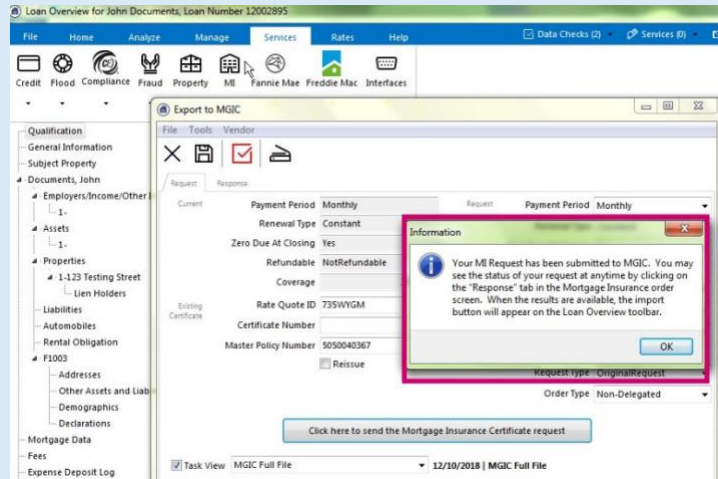 Loan Overview for John Documents, Loan Number 12002895
File Home Analyze Manage Services Rates Help Data Checks (2) Services (0)
Credit Flood Compliance Fraud Property MI Fannie Mae Freddie Mac Interfaces
Export to MGIC
File Tools Vendor
Request Response
Qualification
General Information
Subject Property
Documents, John
Employers/Income/Other
1-
Assets
1-
Properties
1-123 Testing Street
Lien Holders
Liabilities
Automobiles
Rental Obligation
F1003
Addresses
Other Assets and Liab
Demographics
Declarations
Mortgage Data
Fees
Expense Deposit Log
Current Payment Period Monthly Request Payment Period Monthly
Renewal Type Constant
Zero Due At Closing Yes
Refundable NotRefundable
Coverage
Existing Certificate
Rate Quote ID 735WYGM
Certificate Number
Master Policy Number 5050040367
Reissue
Information
Your MI Request has been submitted to MGIC. You may
see the status of your request at anytime by clicking on
the "Response" tab in the Mortgage Insurance order
screen. When the results are available, the import
button will appear on the Loan Overview toolbar.
OK
Request Type OriginalRequest
Order Type Non-Delegated
Click here to send the Mortgage Insurance Certificate request
Task View MGIC Full File 12/10/2018 | MGIC Full File